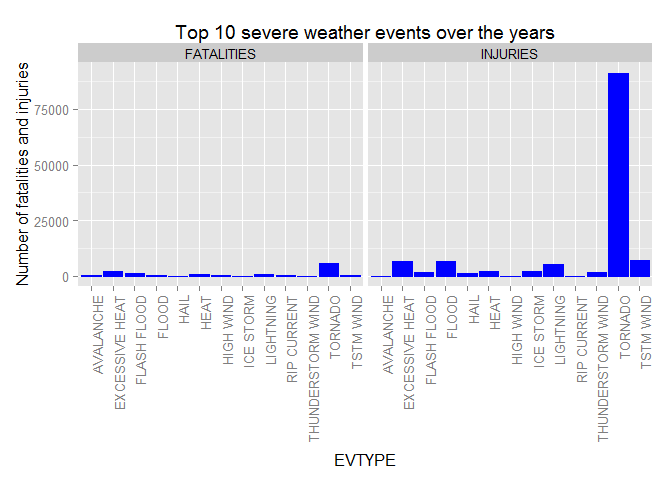 Top 10 severe weather events over the years
FATALITIES
INJURIES
Number of fatalities and injuries
75000
50000
25000
0
AVALANCHE
EXCESSIVE HEAT
FLASH FLOOD
FLOOD
HAIL
HEAT
HIGH WIND
ICE STORM
LIGHTNING
RIP CURRENT
THUNDERSTORM WIND
TORNADO
TSTM WIND
AVALANCHE
EXCESSIVE HEAT
FLASH FLOOD
FLOOD
HAIL
HEAT
HIGH WIND
ICE STORM
LIGHTNING
RIP CURRENT
THUNDERSTORM WIND
TORNADO
TSTM WIND
EVTYPE